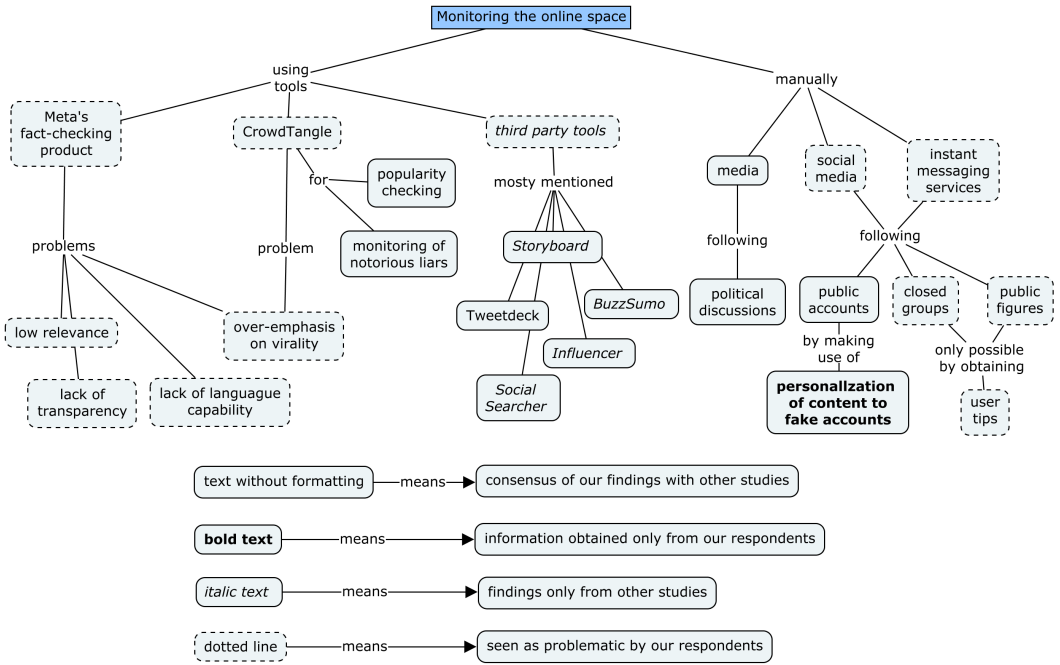 Monitoring the online space
using
tools
manually
Meta's
fact-checking
product
CrowdTangle
third party tools
media
social
media
instant
messaging
services
for
popularity
checking
mosty mentioned
problems
problem
monitoring of
notorious liars
Storyboard
following
following
Tweetdeck
BuzzSumo
political
discussions
public
accounts
closed
groups
public
figures
low relevance
over-emphasis
on virality
Influencer
by making
use of
only possible
by obtaining
lack of
transparency
lack of languague
capability
Social
Searcher
personalIzation
of content to
fake accounts
user
tips
text without formatting
means
consensus of our findings with other studies
bold text
means
information obtained only from our respondents
italic text
means
findings only from other studies
dotted line
means
seen as problematic by our respondents